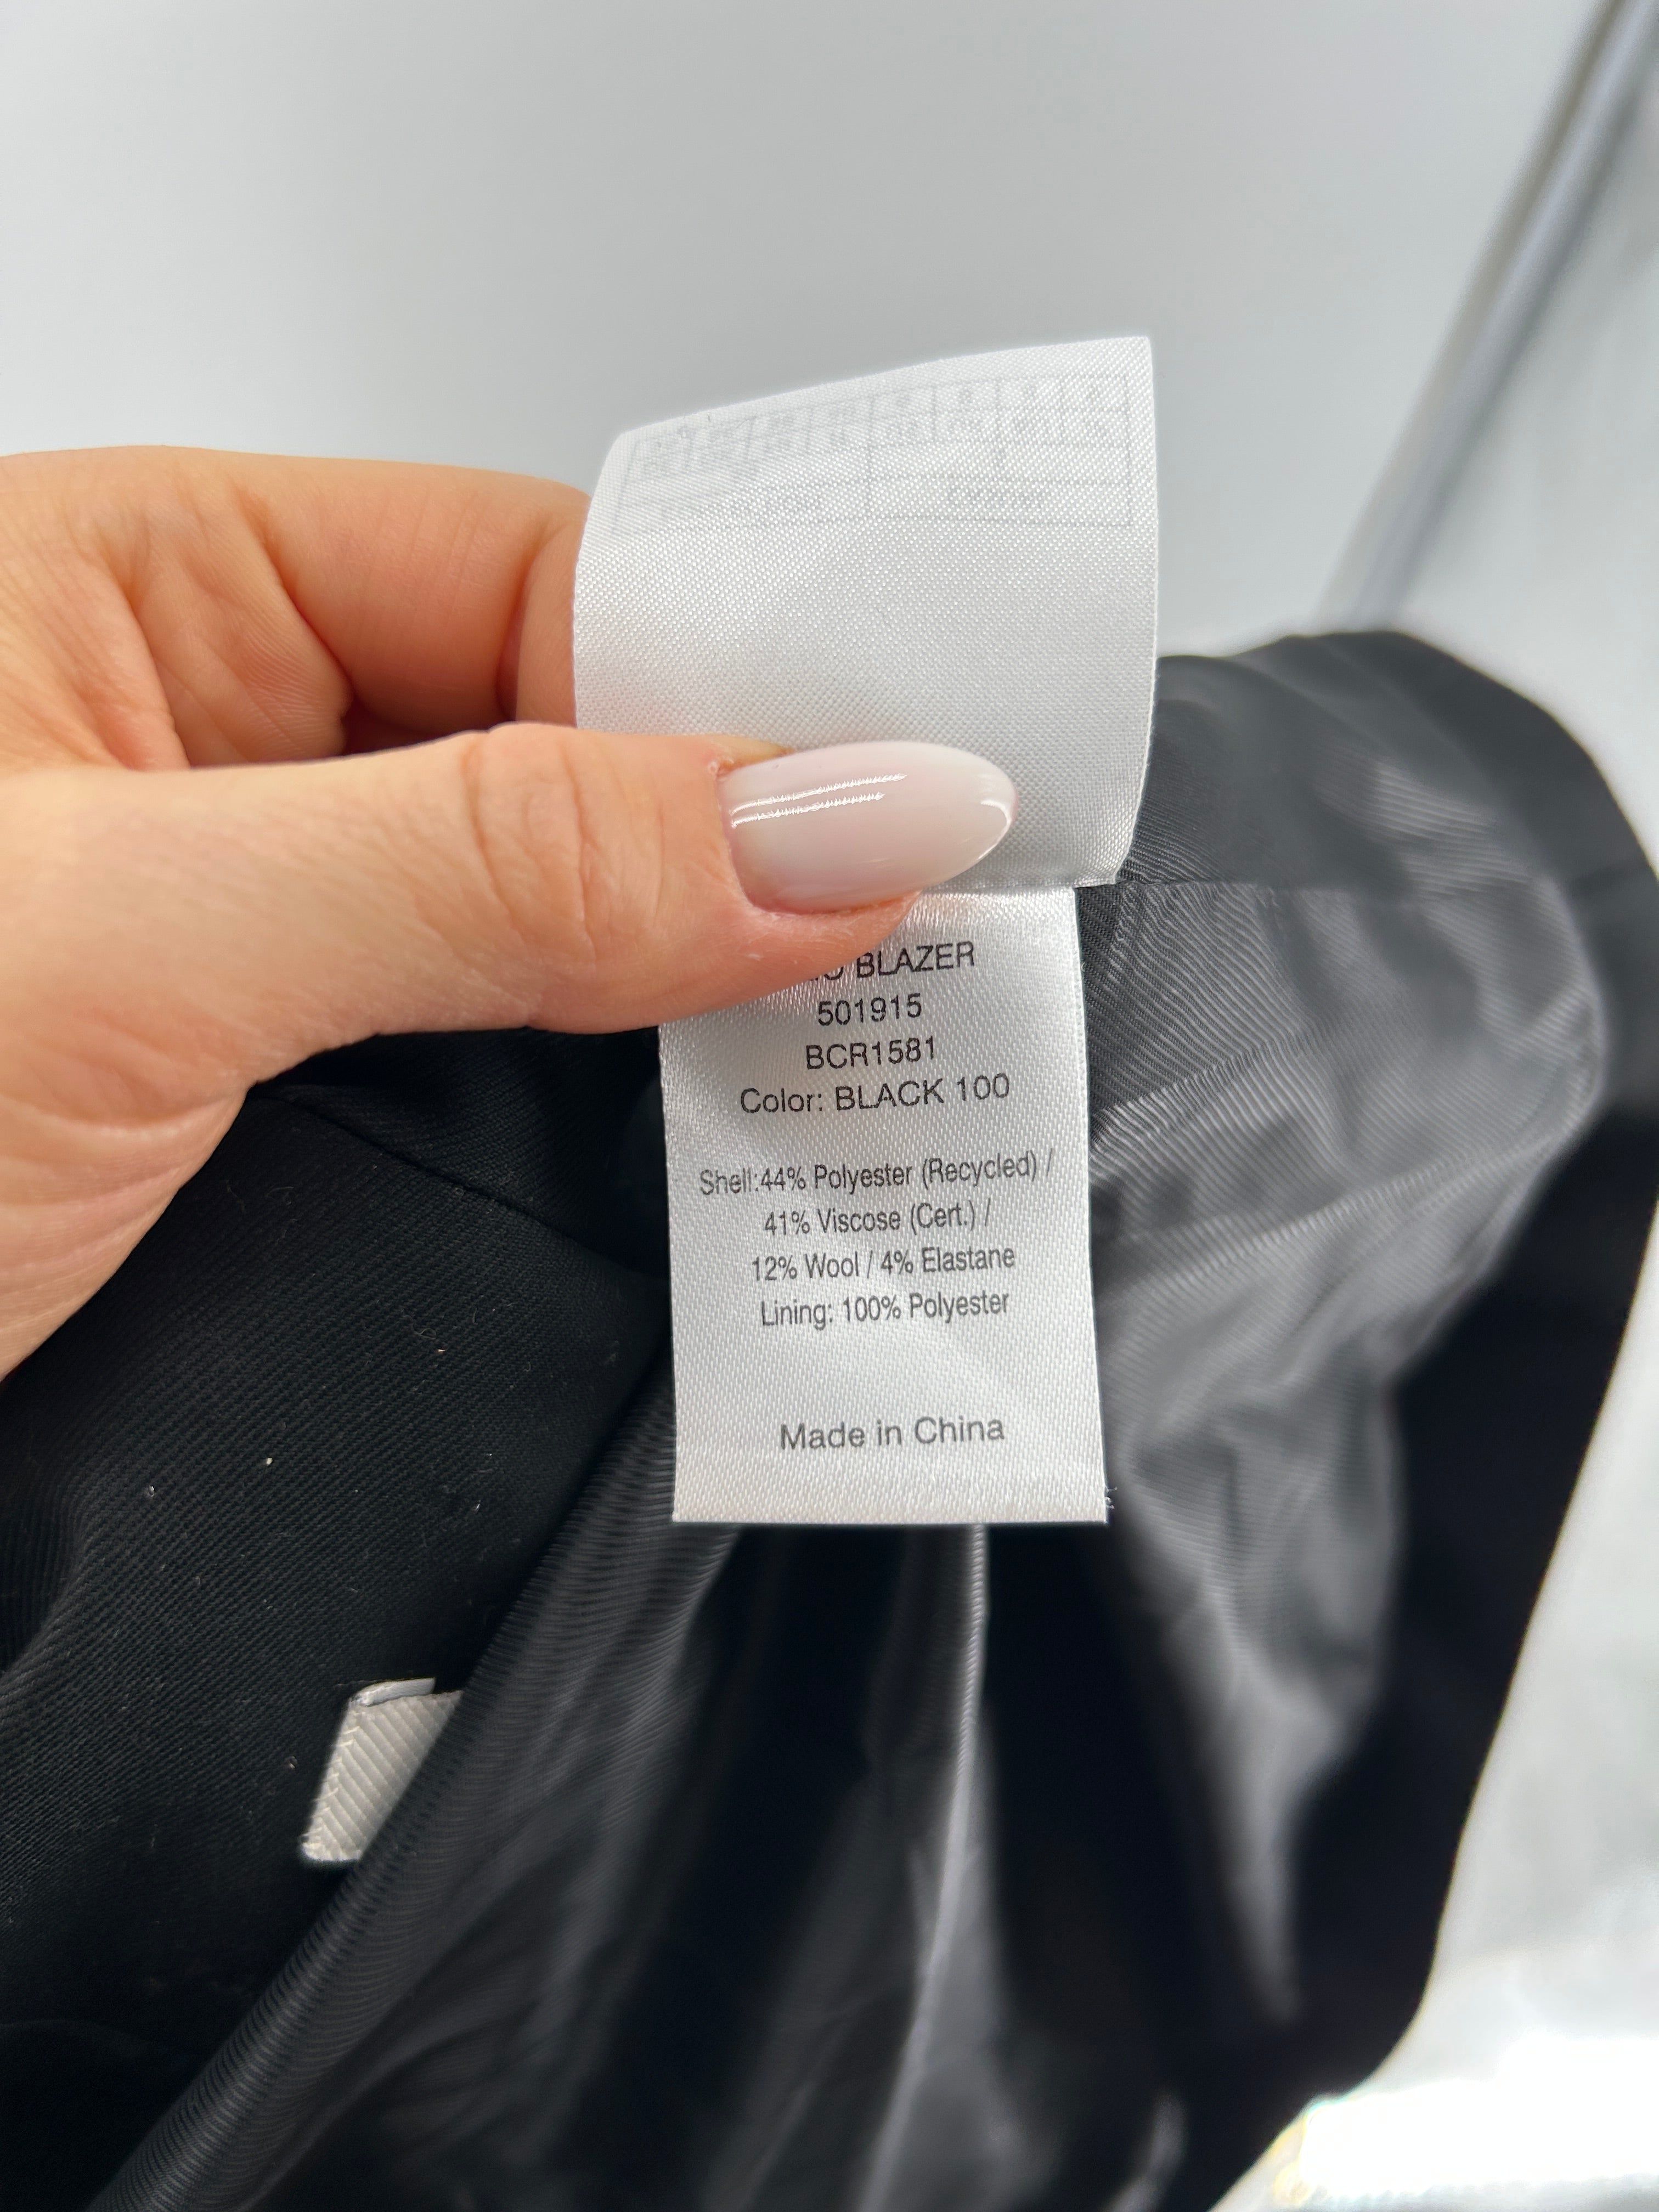 BLAZER
501915
BCR1581
Color: BLACK 100
Shell:44% Polyester (Recycled) /
41% Viscose (Cert.) /
12% Wool / 4% Elastane
Lining: 100% Polyester
Made in China